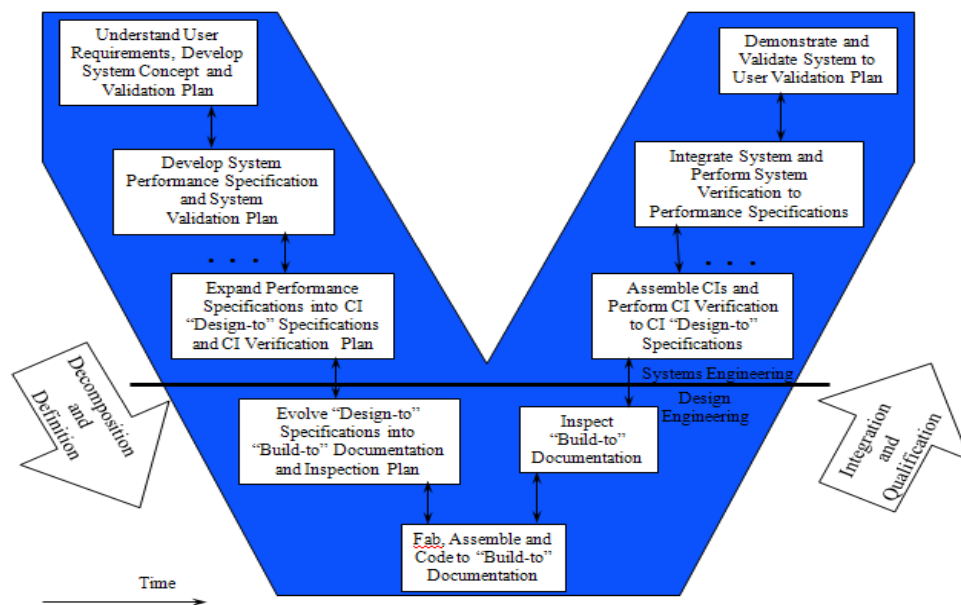 Understand User
Requirements, Develop
System Concept and
Validation Plan
Develop System
Performance Specification
and System
Validation Plan
. . .
Expand Performance
Specifications into CI
“Design-to” Specifications
and CI Verification Plan
Decomposition
and
Definition
Evolve “Design-to”
Specifications into
“Build-to” Documentation
and Inspection Plan
Fab, Assemble and
Code to “Build-to”
Documentation
Inspect
“Build-to”
Documentation
Systems Engineering
Design
Engineering
Assemble CIs and
Perform CI Verification
to CI “Design-to”
Specifications
. . .
Integrate System and
Perform System
Verification to
Performance Specifications
Demonstrate and
Validate System to
User Validation Plan
Integration
and
Qualification
Time